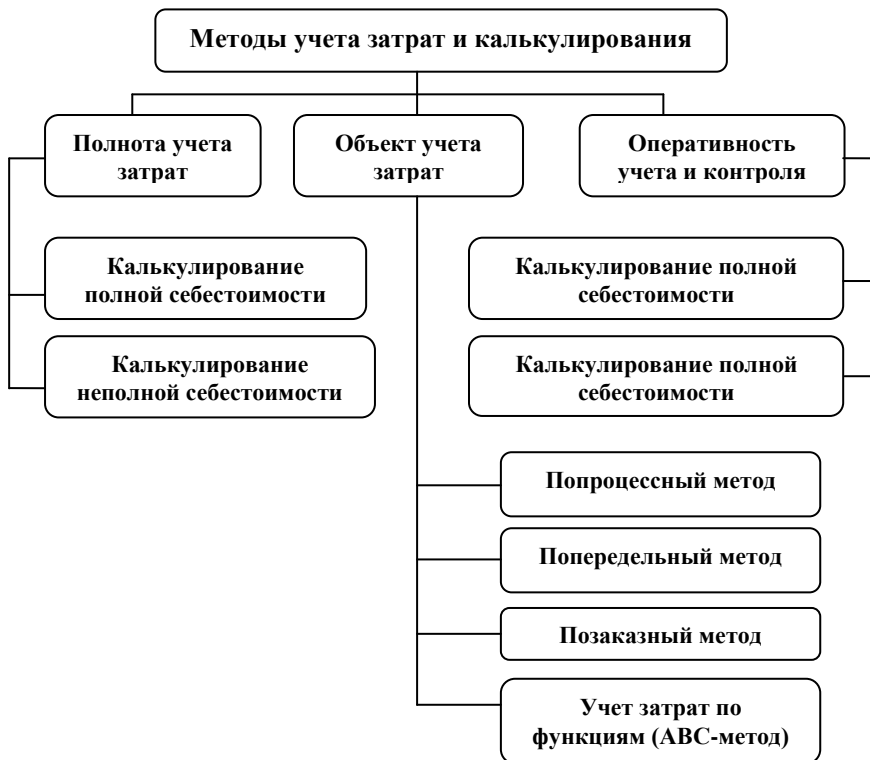 Методы учета затрат и калькулирования
Полнота учета
затрат
Объект учета
затрат
Оперативность
учета и контроля
Калькулирование
полной себестоимости
Калькулирование полной
себестоимости
Калькулирование
неполной себестоимости
Калькулирование полной
себестоимости
Попроцессный метод
Попередельный метод
Позаказный метод
Учет затрат по
функциям (АВС-метод)